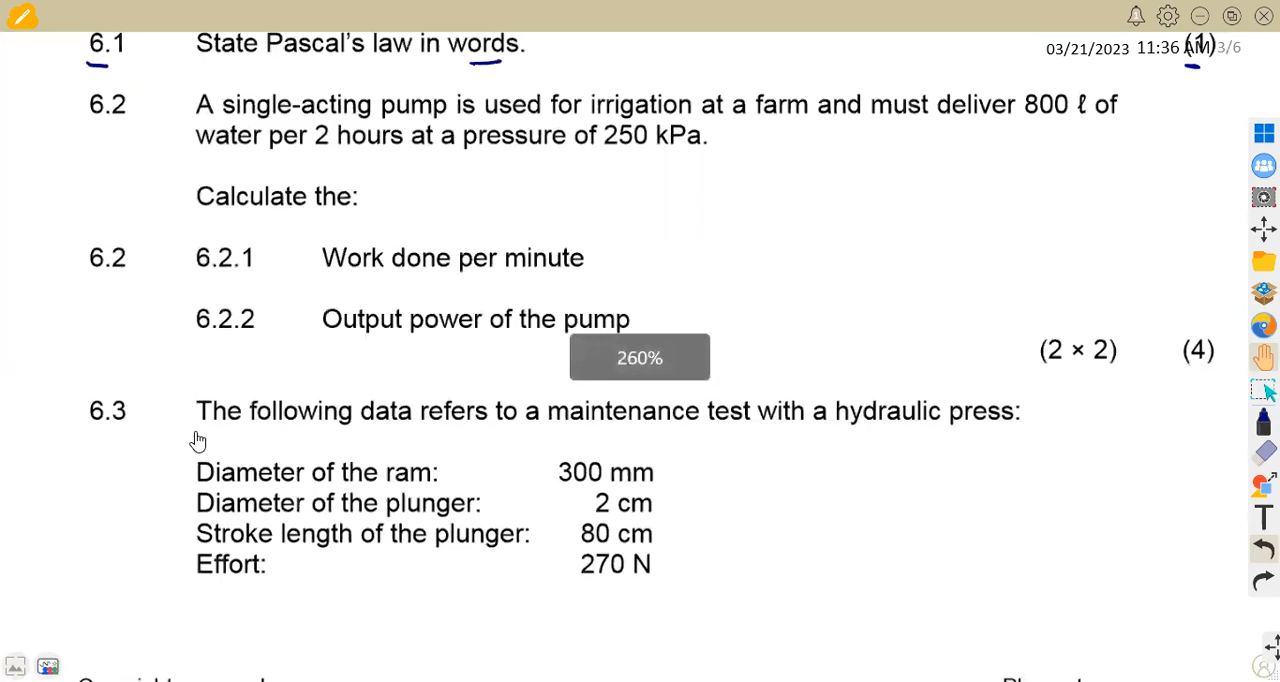 6.1 State Pascal's law in words. (1)
03/21/2023 11:36 AM 3/6
6.2 A single-acting pump is used for irrigation at a farm and must deliver 800 ℓ of
water per 2 hours at a pressure of 250 kPa.
Calculate the:
6.2 6.2.1 Work done per minute
6.2.2 Output power of the pump
(2 × 2) (4)
260%
6.3 The following data refers to a maintenance test with a hydraulic press:
Diameter of the ram: 300 mm
Diameter of the plunger: 2 cm
Stroke length of the plunger: 80 cm
Effort: 270 N